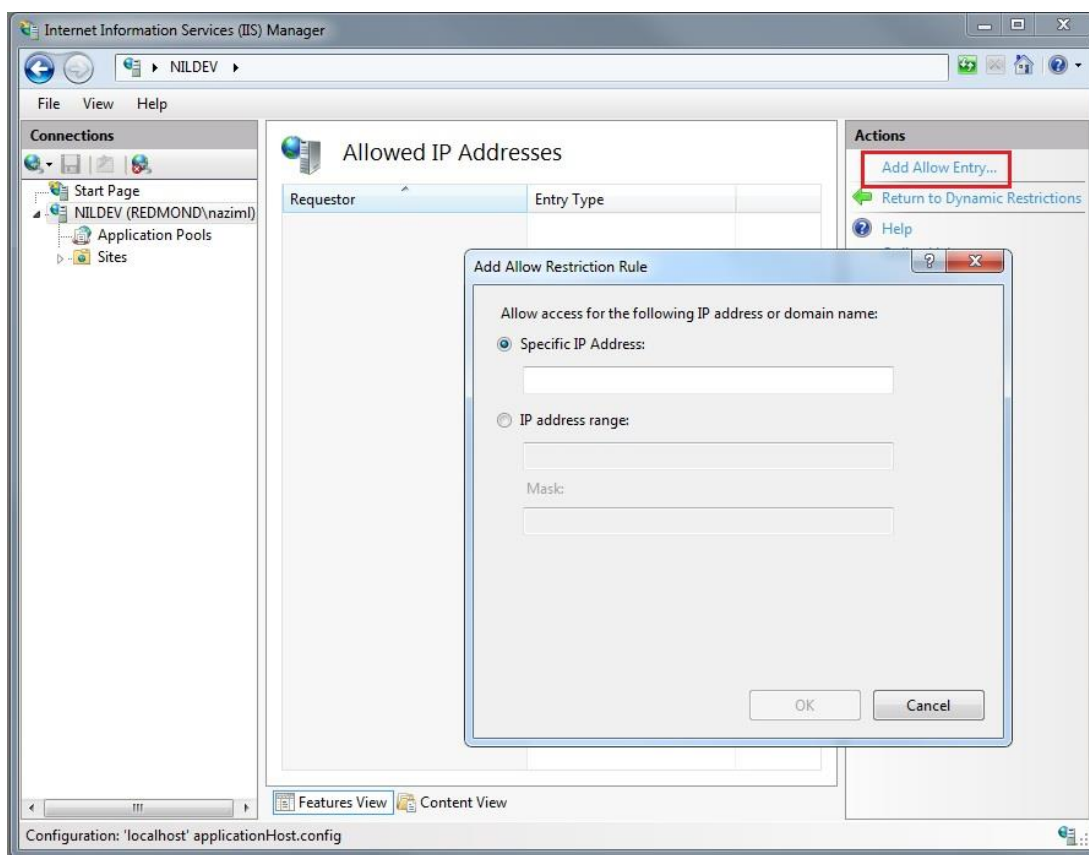 Internet Information Services (IIS) Manager
NILDEV
File View Help
Connections
Start Page
NILDEV (REDMOND\naziml)
Application Pools
Sites
Allowed IP Addresses
Requestor Entry Type
Actions
Add Allow Entry...
Return to Dynamic Restrictions
Help
Add Allow Restriction Rule
Allow access for the following IP address or domain name:
Specific IP Address:
IP address range:
Mask:
OK Cancel
Features View Content View
Configuration: 'localhost' applicationHost.config